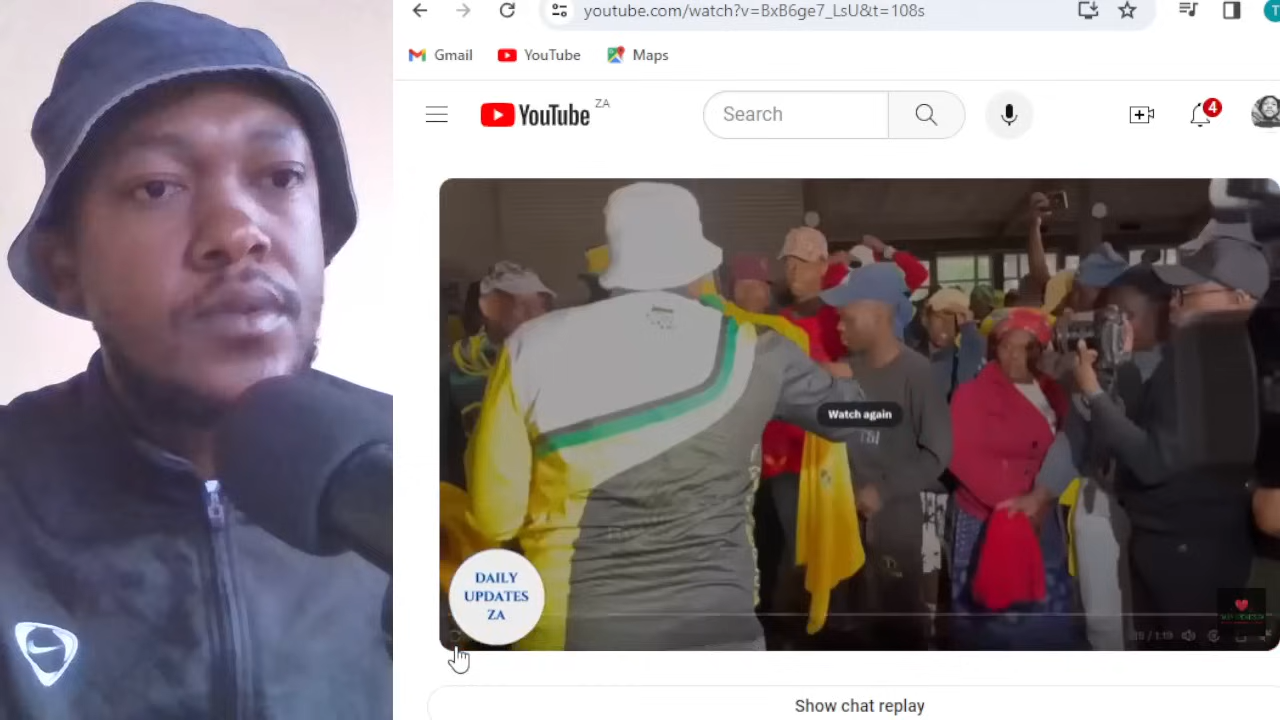 youtube.com/watch?v=BxB6ge7_LsU&t=108s
T
Gmail
YouTube
Maps
YouTube ZA
Search
4
Watch again
DAILY
UPDATES
ZA
Show chat replay